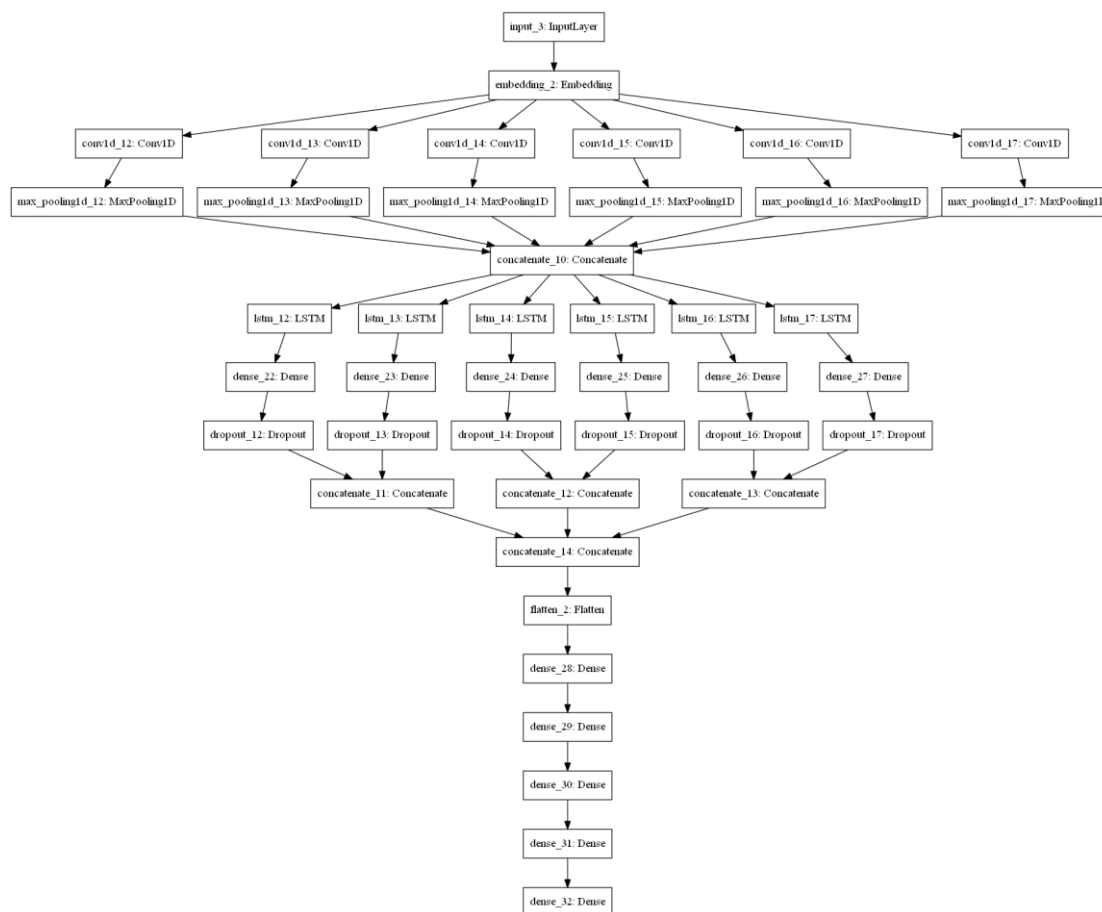 input_3: InputLayer
embedding_2: Embedding
conv1d_12: Conv1D
conv1d_13: Conv1D
conv1d_14: Conv1D
conv1d_15: Conv1D
conv1d_16: Conv1D
conv1d_17: Conv1D
max_pooling1d_12: MaxPooling1D
max_pooling1d_13: MaxPooling1D
max_pooling1d_14: MaxPooling1D
max_pooling1d_15: MaxPooling1D
max_pooling1d_16: MaxPooling1D
max_pooling1d_17: MaxPooling1D
concatenate_10: Concatenate
lstm_12: LSTM
lstm_13: LSTM
lstm_14: LSTM
lstm_15: LSTM
lstm_16: LSTM
lstm_17: LSTM
dense_22: Dense
dense_23: Dense
dense_24: Dense
dense_25: Dense
dense_26: Dense
dense_27: Dense
dropout_12: Dropout
dropout_13: Dropout
dropout_14: Dropout
dropout_15: Dropout
dropout_16: Dropout
dropout_17: Dropout
concatenate_11: Concatenate
concatenate_12: Concatenate
concatenate_13: Concatenate
concatenate_14: Concatenate
flatten_2: Flatten
dense_28: Dense
dense_29: Dense
dense_30: Dense
dense_31: Dense
dense_32: Dense